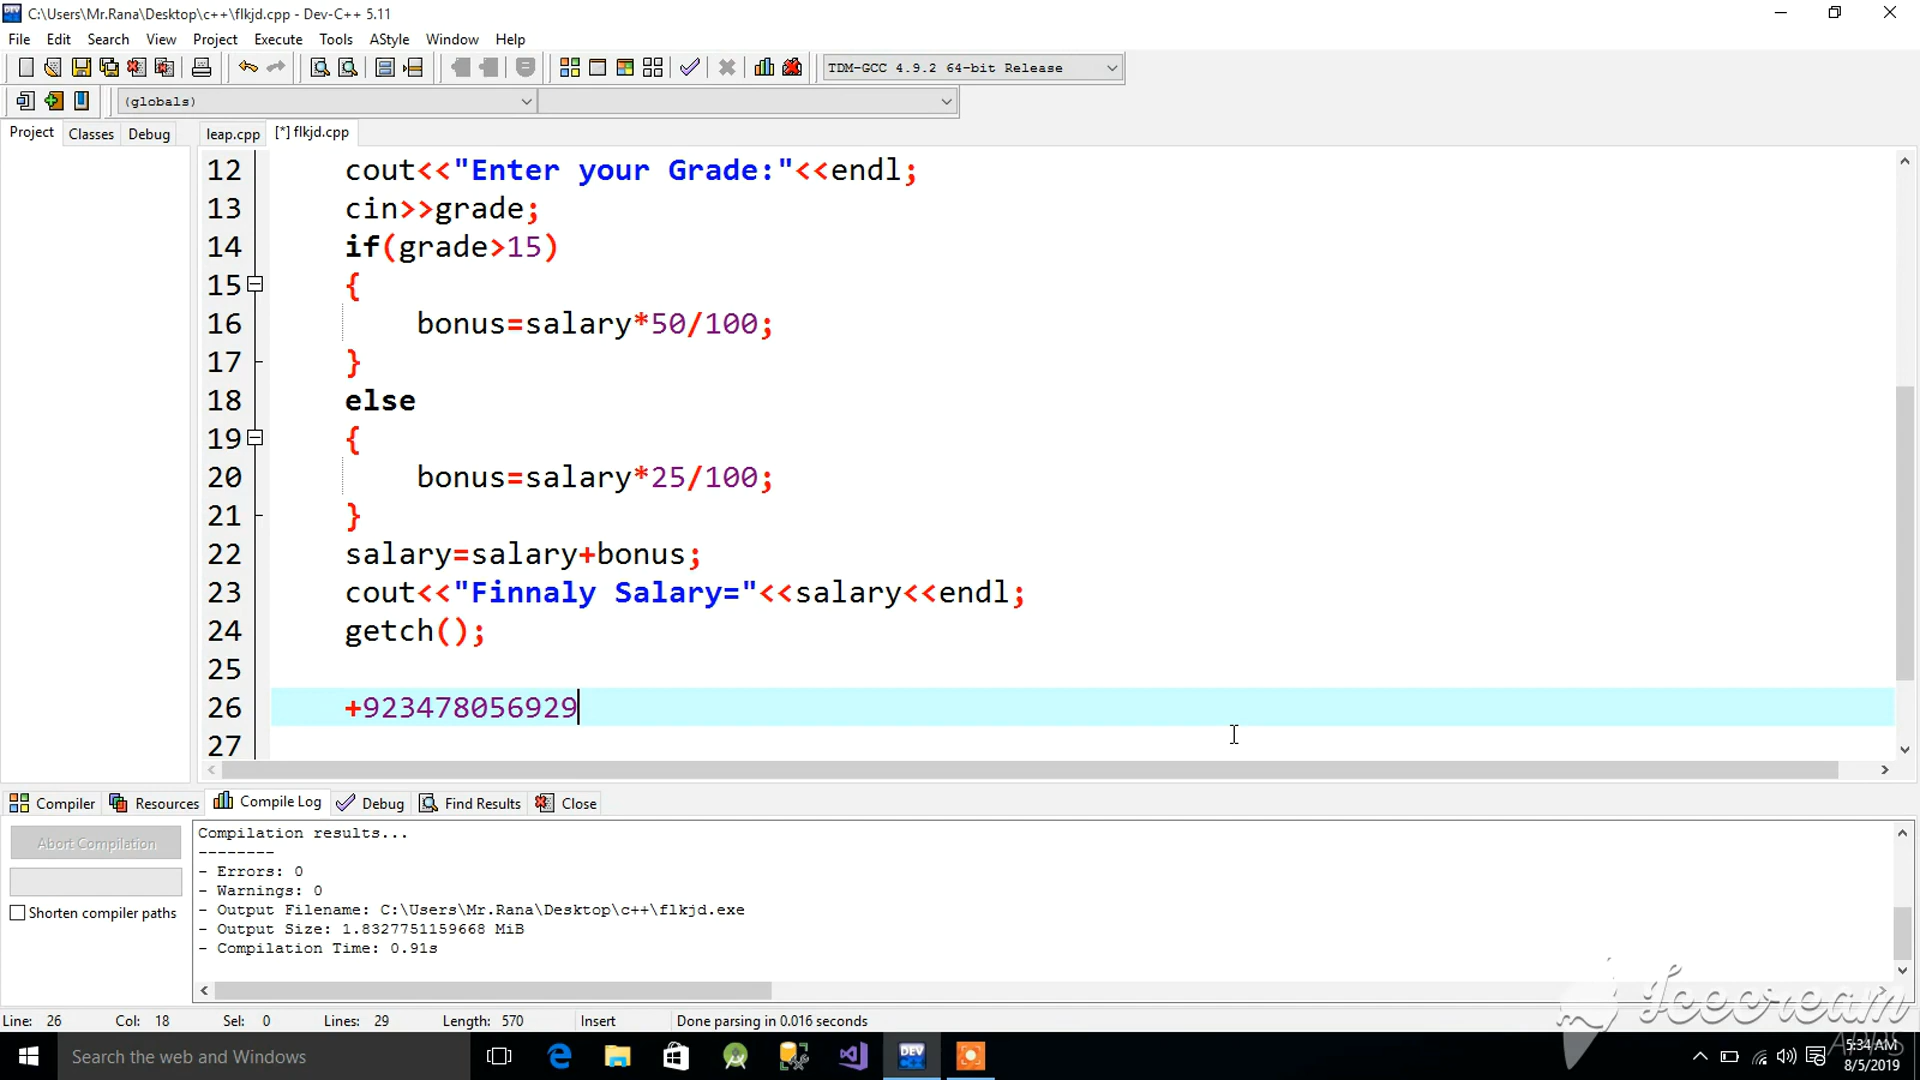 C:\Users\Mr.Rana\Desktop\c++\flkjd.cpp - Dev-C++ 5.11
File Edit Search View Project Execute Tools AStyle Window Help
TDM-GCC 4.9.2 64-bit Release
(globals)
Project Classes Debug leap.cpp [*] flkjd.cpp
12 cout<<"Enter your Grade:"<<endl;
13 cin>>grade;
14 if(grade>15)
15 {
16 bonus=salary*50/100;
17 }
18 else
19 {
20 bonus=salary*25/100;
21 }
22 salary=salary+bonus;
23 cout<<"Finnaly Salary="<<salary<<endl;
24 getch();
25
26 +923478056929
27
Compiler Resources Compile Log Debug Find Results Close
Abort Compilation
Shorten compiler paths
Compilation results...
--------
- Errors: 0
- Warnings: 0
- Output Filename: C:\Users\Mr.Rana\Desktop\c++\flkjd.exe
- Output Size: 1.8327751159668 MiB
- Compilation Time: 0.91s
Icecream
APPS
Line: 26 Col: 18 Sel: 0 Lines: 29 Length: 570 Insert Done parsing in 0.016 seconds
Search the web and Windows
DEV
5:34 AM
8/5/2019